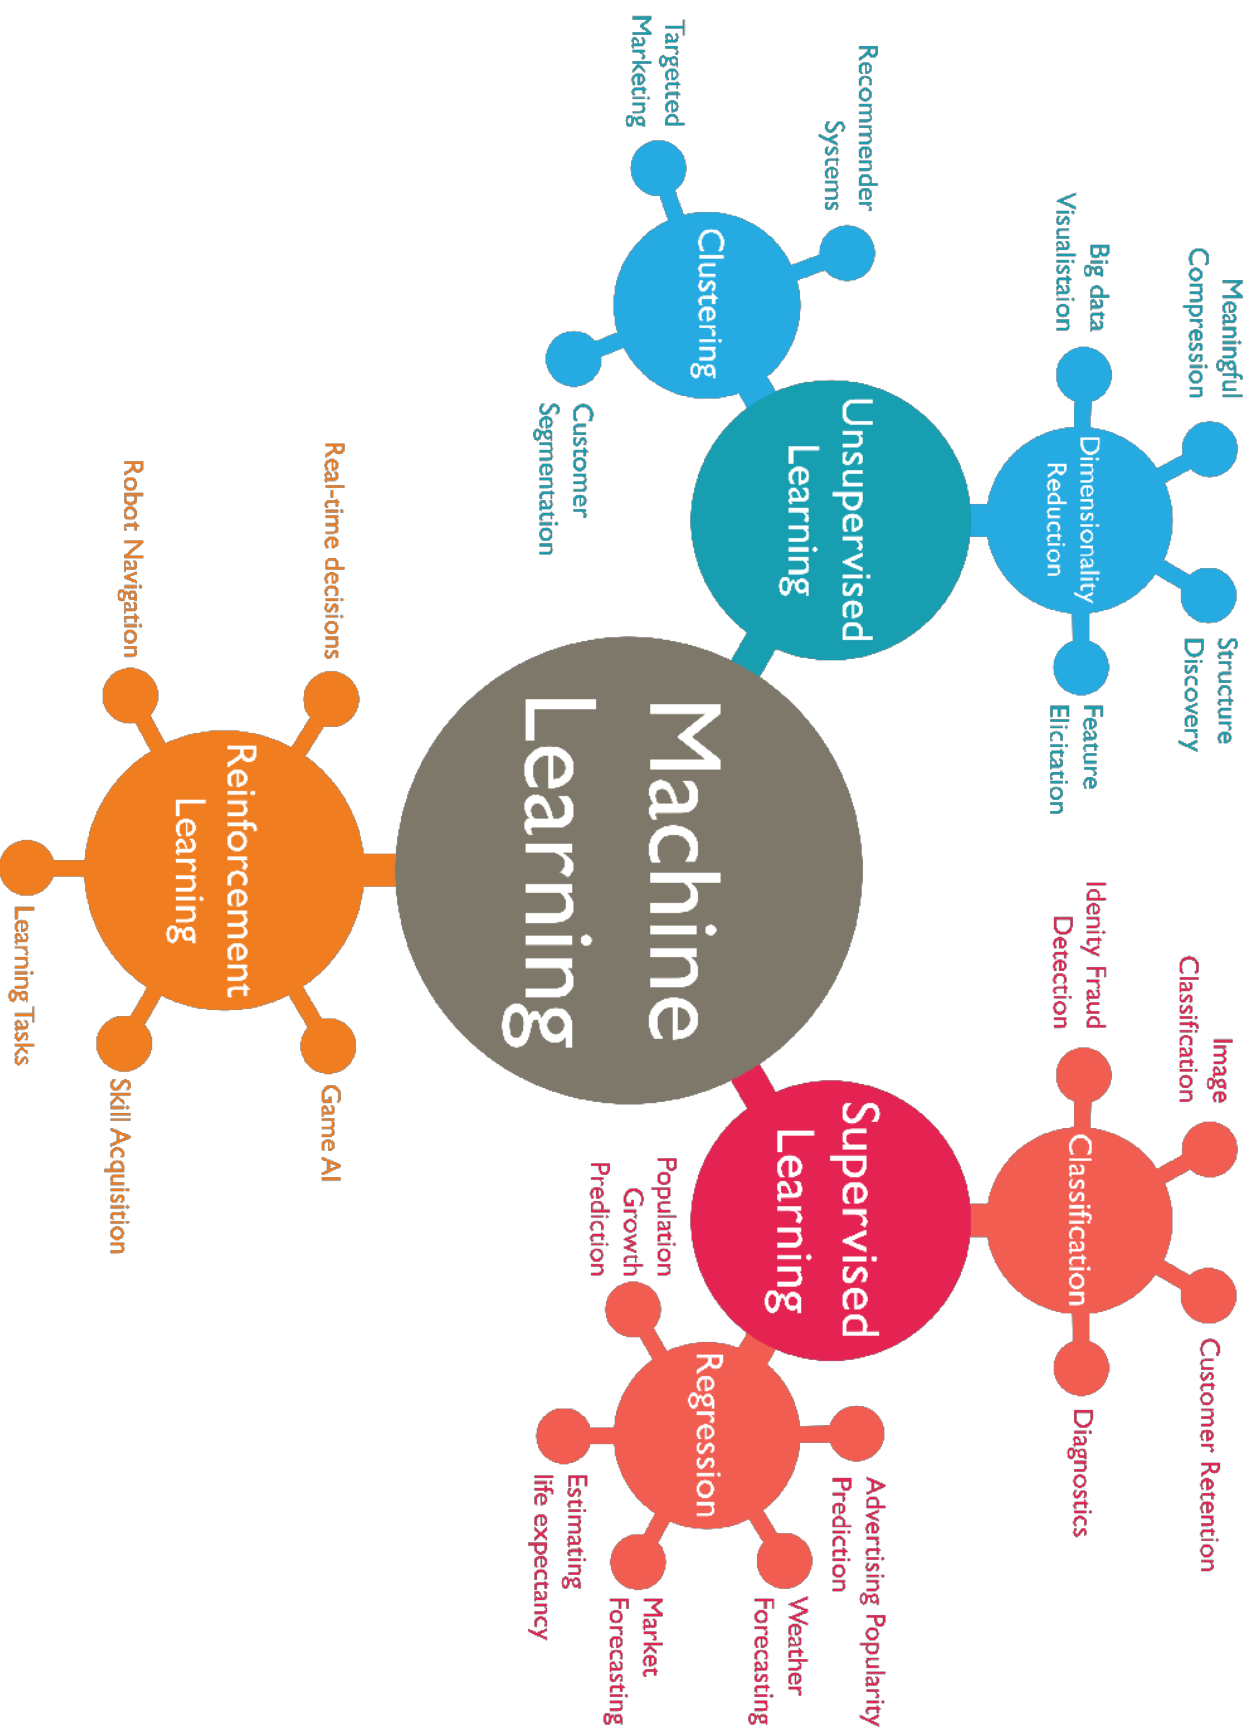 Meaningful
Compression
Structure
Discovery
Big data
Visualistaion
Dimensionality
Reduction
Feature
Elicitation
Recommender
Systems
Unsupervised
Learning
Targetted
Marketing
Clustering
Customer
Segmentation
Image
Classification
Customer Retention
Idenity Fraud
Detection
Classification
Diagnostics
Supervised
Learning
Advertising Popularity
Prediction
Weather
Forecasting
Population
Growth
Prediction
Regression
Market
Forecasting
Estimating
life expectancy
Machine
Learning
Real-time decisions
Game AI
Reinforcement
Learning
Robot Navigation
Skill Acquisition
Learning Tasks